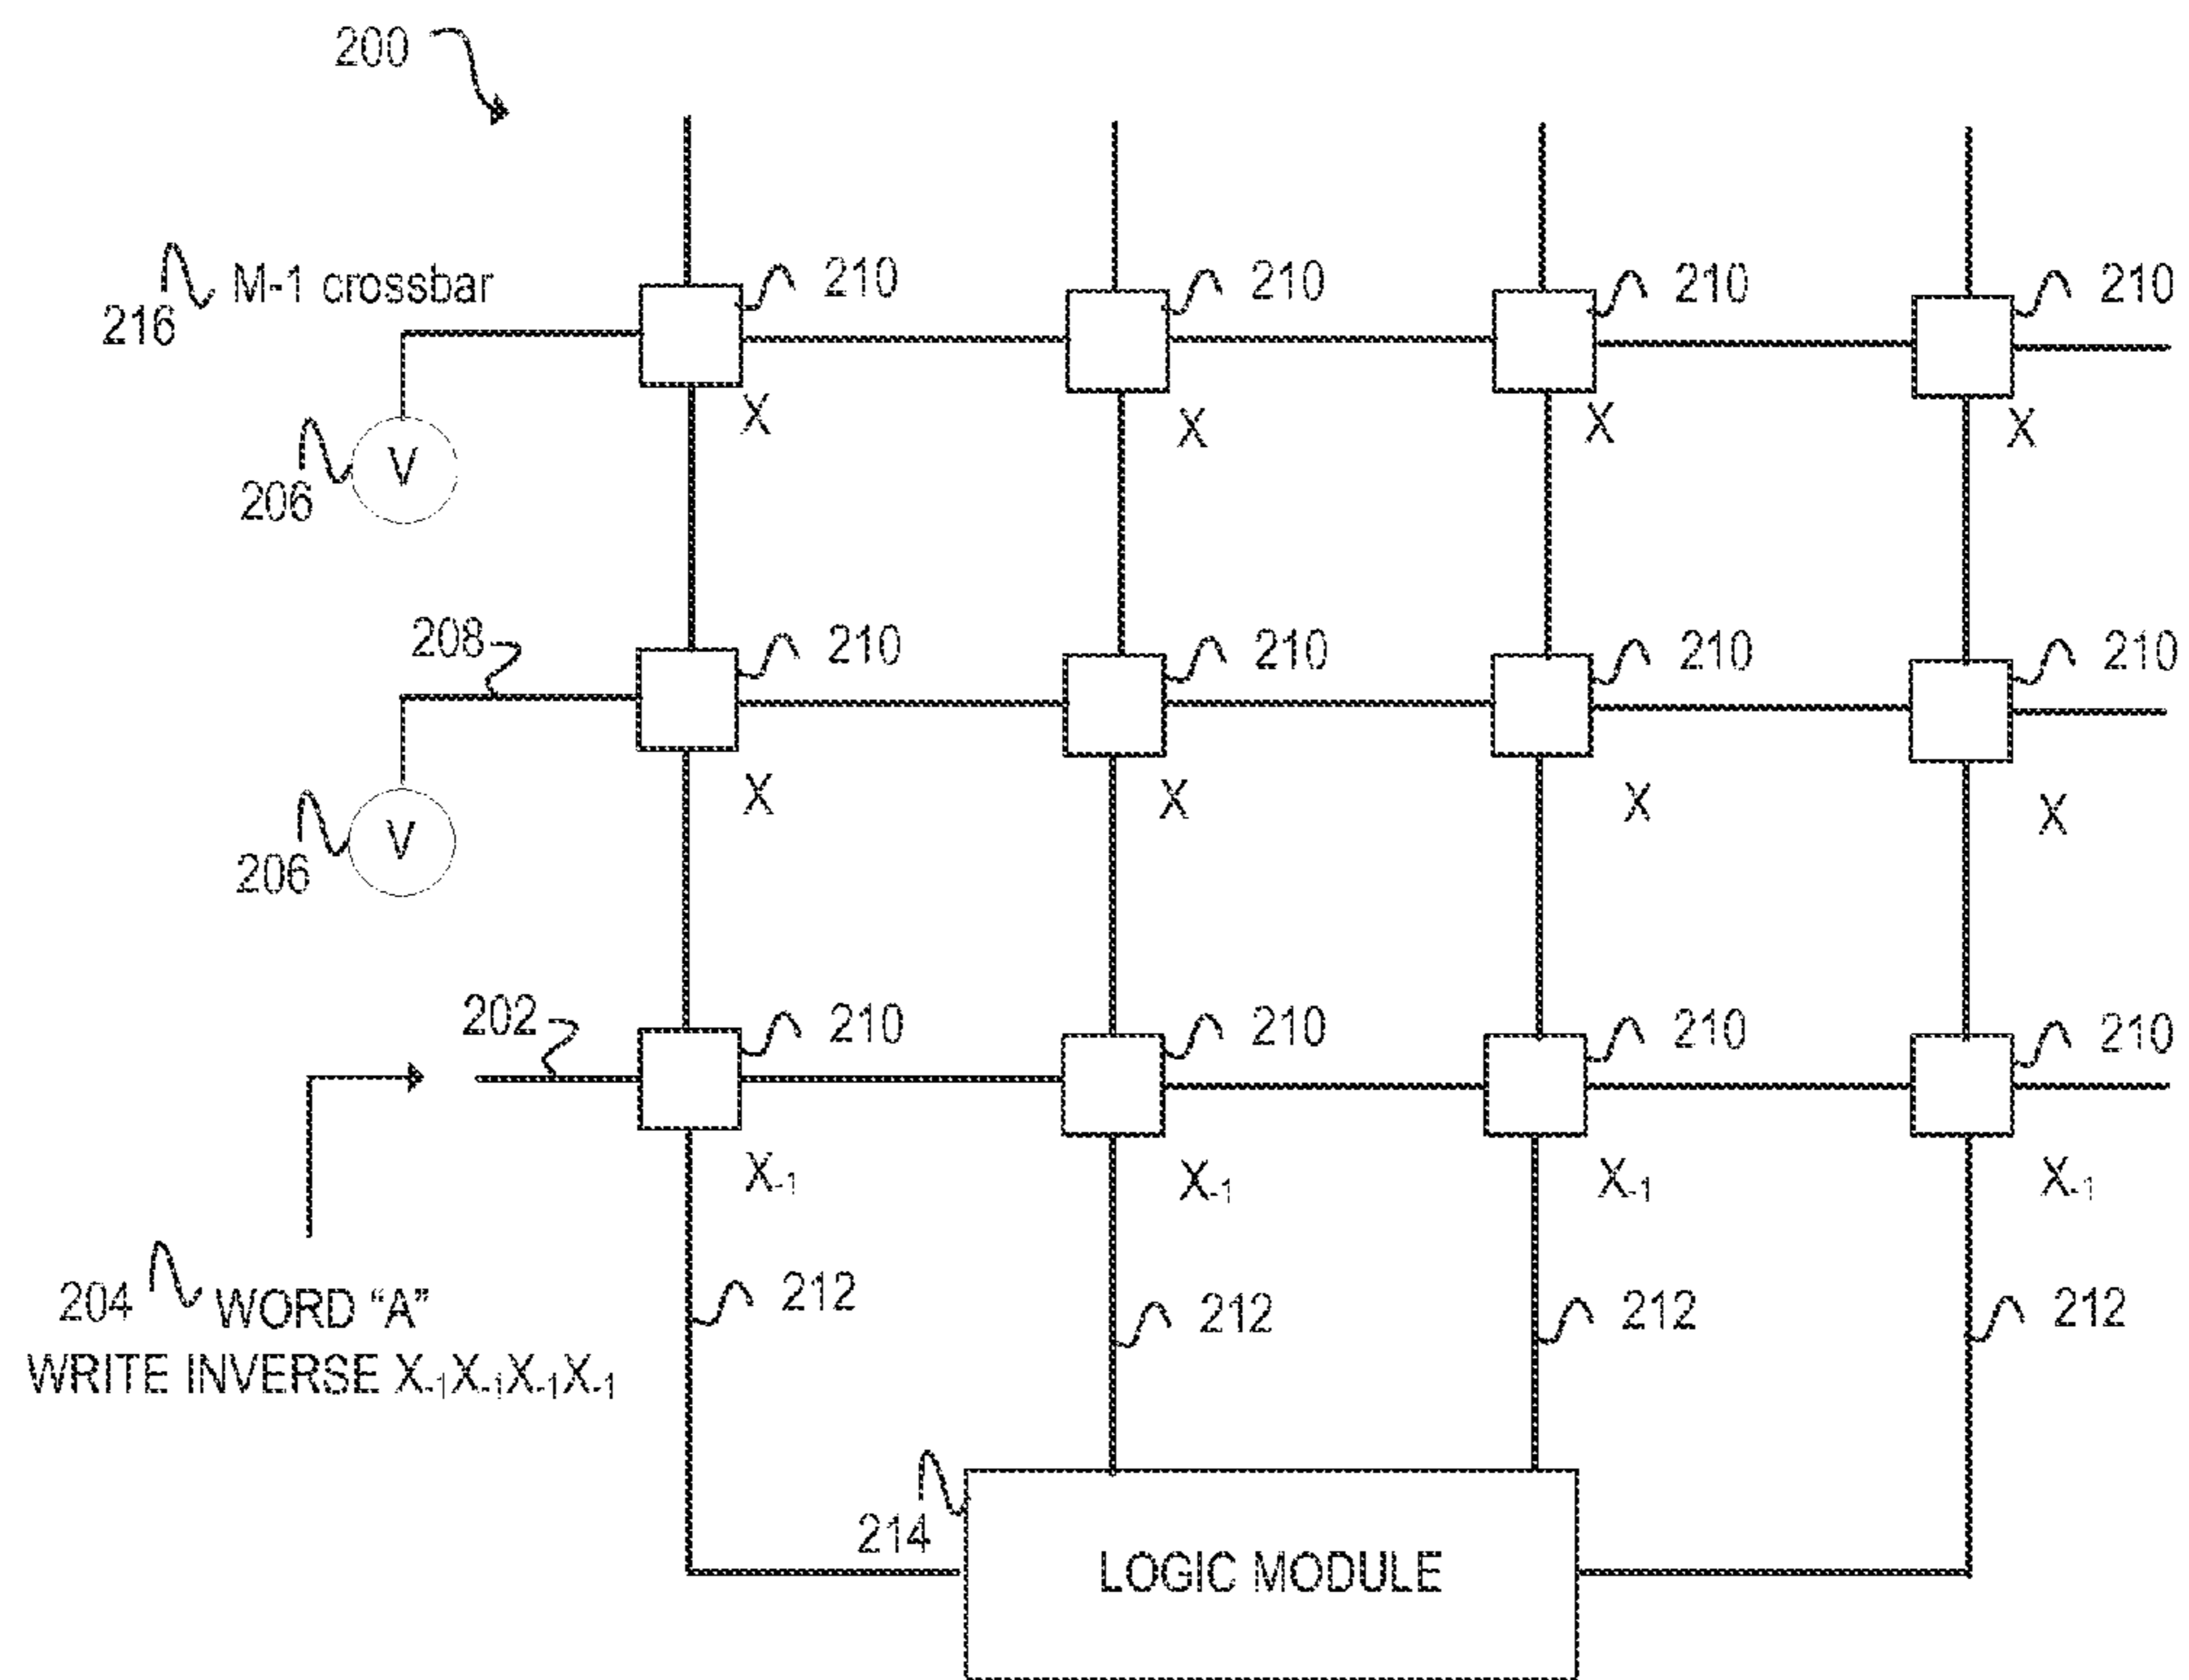 200
216 M-1 crossbar
210 210 210 210
X X X X
206 V
208 210 210 210 210
X X X X
206 V
202 210 210 210 210
X-1 X-1 X-1 X-1
204 WORD “A”
WRITE INVERSE X-1X-1X-1X-1
212 212 212 212
214
LOGIC MODULE